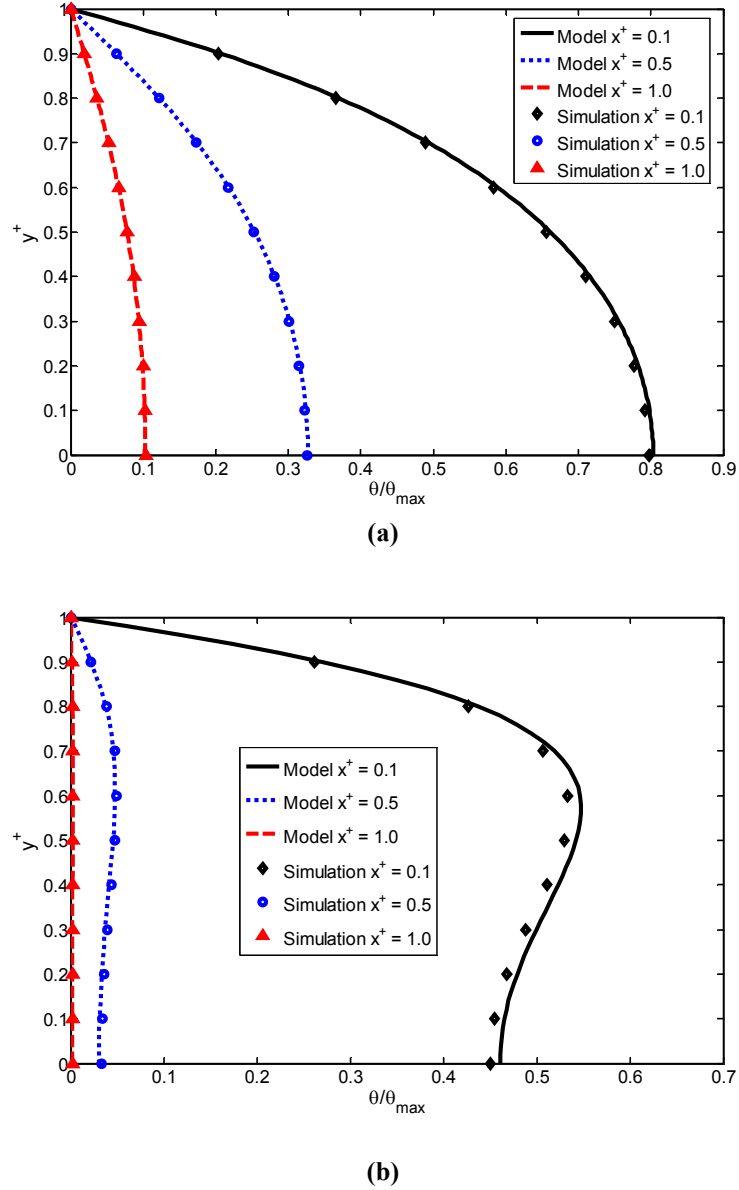 1
0.9
0.8
0.7
0.6
0.5
0.4
0.3
0.2
0.1
0
y+
Model x+ = 0.1
Model x+ = 0.5
Model x+ = 1.0
Simulation x+ = 0.1
Simulation x+ = 0.5
Simulation x+ = 1.0
0 0.1 0.2 0.3 0.4 0.5 0.6 0.7 0.8 0.9
θ/θmax
(a)
1
0.9
0.8
0.7
0.6
0.5
0.4
0.3
0.2
0.1
0
y+
Model x+ = 0.1
Model x+ = 0.5
Model x+ = 1.0
Simulation x+ = 0.1
Simulation x+ = 0.5
Simulation x+ = 1.0
0 0.1 0.2 0.3 0.4 0.5 0.6 0.7
θ/θmax
(b)